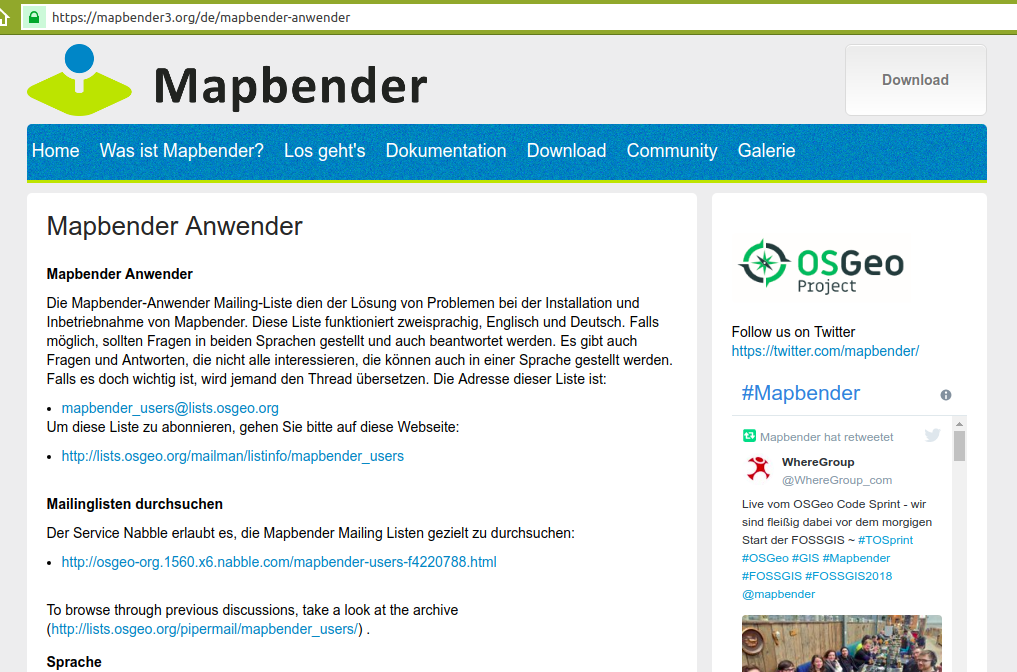 https://mapbender3.org/de/mapbender-anwender
Mapbender
Download
Home Was ist Mapbender? Los geht's Dokumentation Download Community Galerie
Mapbender Anwender
Mapbender Anwender
Die Mapbender-Anwender Mailing-Liste dien der Lösung von Problemen bei der Installation und
Inbetriebnahme von Mapbender. Diese Liste funktioniert zweisprachig, Englisch und Deutsch. Falls
möglich, sollten Fragen in beiden Sprachen gestellt und auch beantwortet werden. Es gibt auch
Fragen und Antworten, die nicht alle interessieren, die können auch in einer Sprache gestellt werden.
Falls es doch wichtig ist, wird jemand den Thread übersetzen. Die Adresse dieser Liste ist:
• mapbender_users@lists.osgeo.org
Um diese Liste zu abonnieren, gehen Sie bitte auf diese Webseite:
• http://lists.osgeo.org/mailman/listinfo/mapbender_users
Mailinglisten durchsuchen
Der Service Nabble erlaubt es, die Mapbender Mailing Listen gezielt zu durchsuchen:
• http://osgeo-org.1560.x6.nabble.com/mapbender-users-f4220788.html
To browse through previous discussions, take a look at the archive
(http://lists.osgeo.org/pipermail/mapbender_users/) .
Sprache
OSGeo
Project
Follow us on Twitter
https://twitter.com/mapbender/
#Mapbender
Mapbender hat retweetet
WhereGroup
@WhereGroup_com
Live vom OSGeo Code Sprint - wir
sind fleißig dabei vor dem morgigen
Start der FOSSGIS ~ #TOSprint
#OSGeo #GIS #Mapbender
#FOSSGIS #FOSSGIS2018
@mapbender